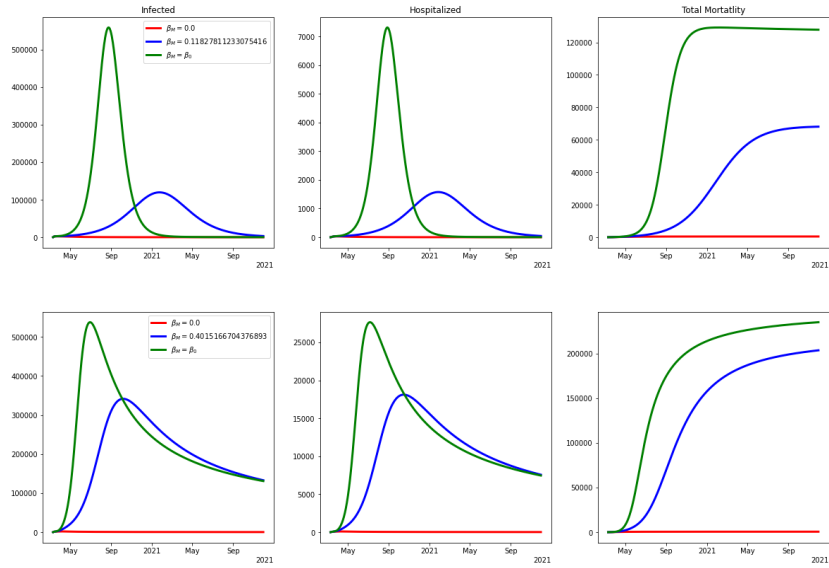 Infected
Hospitalized
Total Mortatlity
600000
500000
400000
300000
200000
100000
0
β_M = 0.0
β_M = 0.11827811233075416
β_M = β_0
May
Sep
2021
May
Sep
2021
7000
6000
5000
4000
3000
2000
1000
0
May
Sep
2021
May
Sep
2021
120000
100000
80000
60000
40000
20000
0
May
Sep
2021
May
Sep
2021
500000
400000
300000
200000
100000
0
β_M = 0.0
β_M = 0.4015166704376893
β_M = β_0
May
Sep
2021
May
Sep
2021
25000
20000
15000
10000
5000
0
May
Sep
2021
May
Sep
2021
200000
150000
100000
50000
0
May
Sep
2021
May
Sep
2021